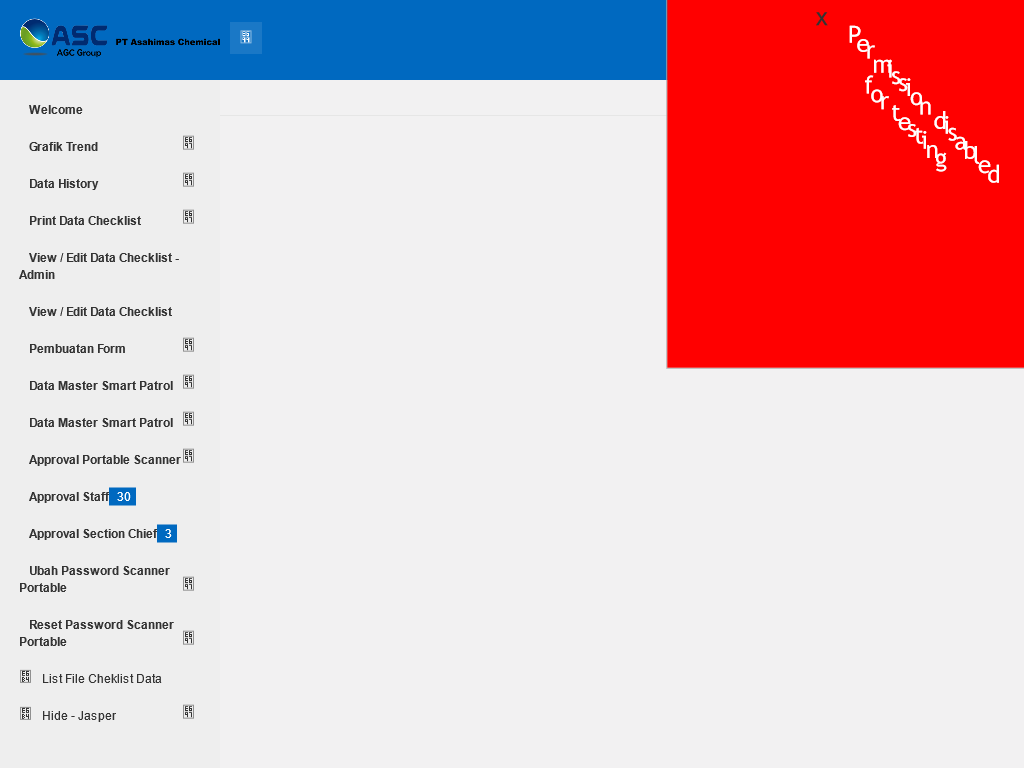 ASC
AGC Group
PT Asahimas Chemical
X
Permission disabled
for testing
Welcome
Grafik Trend
Data History
Print Data Checklist
View / Edit Data Checklist -
Admin
View / Edit Data Checklist
Pembuatan Form
Data Master Smart Patrol
Data Master Smart Patrol
Approval Portable Scanner
Approval Staff 30
Approval Section Chief 3
Ubah Password Scanner
Portable
Reset Password Scanner
Portable
List File Cheklist Data
Hide - Jasper